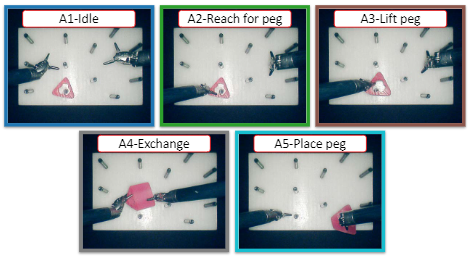 A1-Idle
A2-Reach for peg
A3-Lift peg
A4-Exchange
A5-Place peg